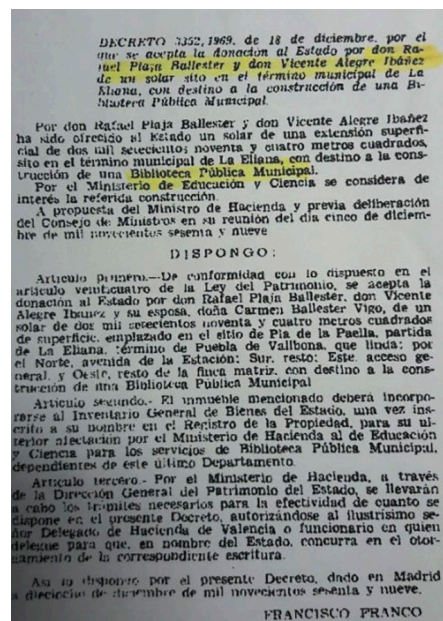 DECRETO 3352/1969, de 18 de diciembre, por el
que se acepta la donación al Estado por don Ra-
fael Plaja Ballester y don Vicente Alegre Ibáñez
de un solar sito en el término municipal de La
Eliana, con destino a la construcción de una Bi-
blioteca Pública Municipal.
Por don Rafael Plaja Ballester y don Vicente Alegre Ibáñez
ha sido ofrecido al Estado un solar de una extensión superfi-
cial de dos mil setecientos noventa y cuatro metros cuadrados,
sito en el término municipal de La Eliana, con destino a la cons-
trucción de una Biblioteca Pública Municipal.
Por el Ministerio de Educación y Ciencia se considera de
interés la referida construcción.
A propuesta del Ministro de Hacienda y previa deliberación
del Consejo de Ministros en su reunión del día cinco de diciem-
bre de mil novecientos sesenta y nueve
DISPONGO:
Artículo primero.—De conformidad con lo dispuesto en el
artículo veinticuatro de la Ley del Patrimonio, se acepta la
donación al Estado por don Rafael Plaja Ballester, don Vicente
Alegre Ibánez y su esposa, doña Carmen Ballester Vigo, de un
solar de dos mil setecientos noventa y cuatro metros cuadrados
de superficie, emplazado en el sitio de Pla de la Paella, partida
de La Eliana, término de Puebla de Vallbona, que linda: por
el Norte, avenida de la Estación; Sur, resto; Este, acceso ge-
neral, y Oeste, resto de la finca matriz, con destino a la cons-
trucción de una Biblioteca Pública Municipal
Artículo segundo.- El inmueble mencionado deberá incorpo-
rarse al Inventario General de Bienes del Estado, una vez ins-
crito a su nombre en el Registro de la Propiedad, para su ul-
terior afectación por el Ministerio de Hacienda al de Educación
y Ciencia para los servicios de Biblioteca Pública Municipal,
dependientes de este último Departamento.
Artículo tercero.- Por el Ministerio de Hacienda, a través
de la Dirección General del Patrimonio del Estado, se llevarán
a cabo los trámites necesarios para la efectividad de cuanto se
dispone en el presente Decreto, autorizándose al ilustrísimo se-
ñor Delegado de Hacienda de Valencia o funcionario en quien
delegue para que, en nombre del Estado, concurra en el otor-
gamiento de la correspondiente escritura.
Así lo dispongo por el presente Decreto, dado en Madrid
a dieciocho de diciembre de mil novecientos sesenta y nueve.
FRANCISCO FRANCO